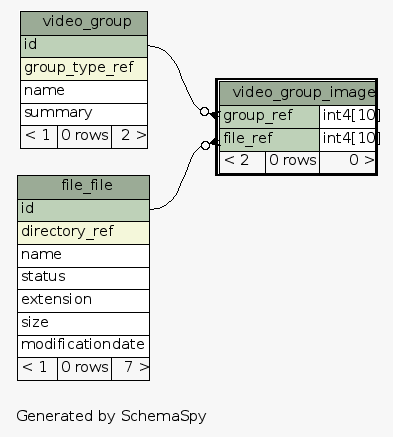 video_group
id
group_type_ref
name
summary
< 1 0 rows 2 >
video_group_image
group_ref int4[10]
file_ref int4[10]
< 2 0 rows 0 >
file_file
id
directory_ref
name
status
extension
size
modificationdate
< 1 0 rows 7 >
Generated by SchemaSpy